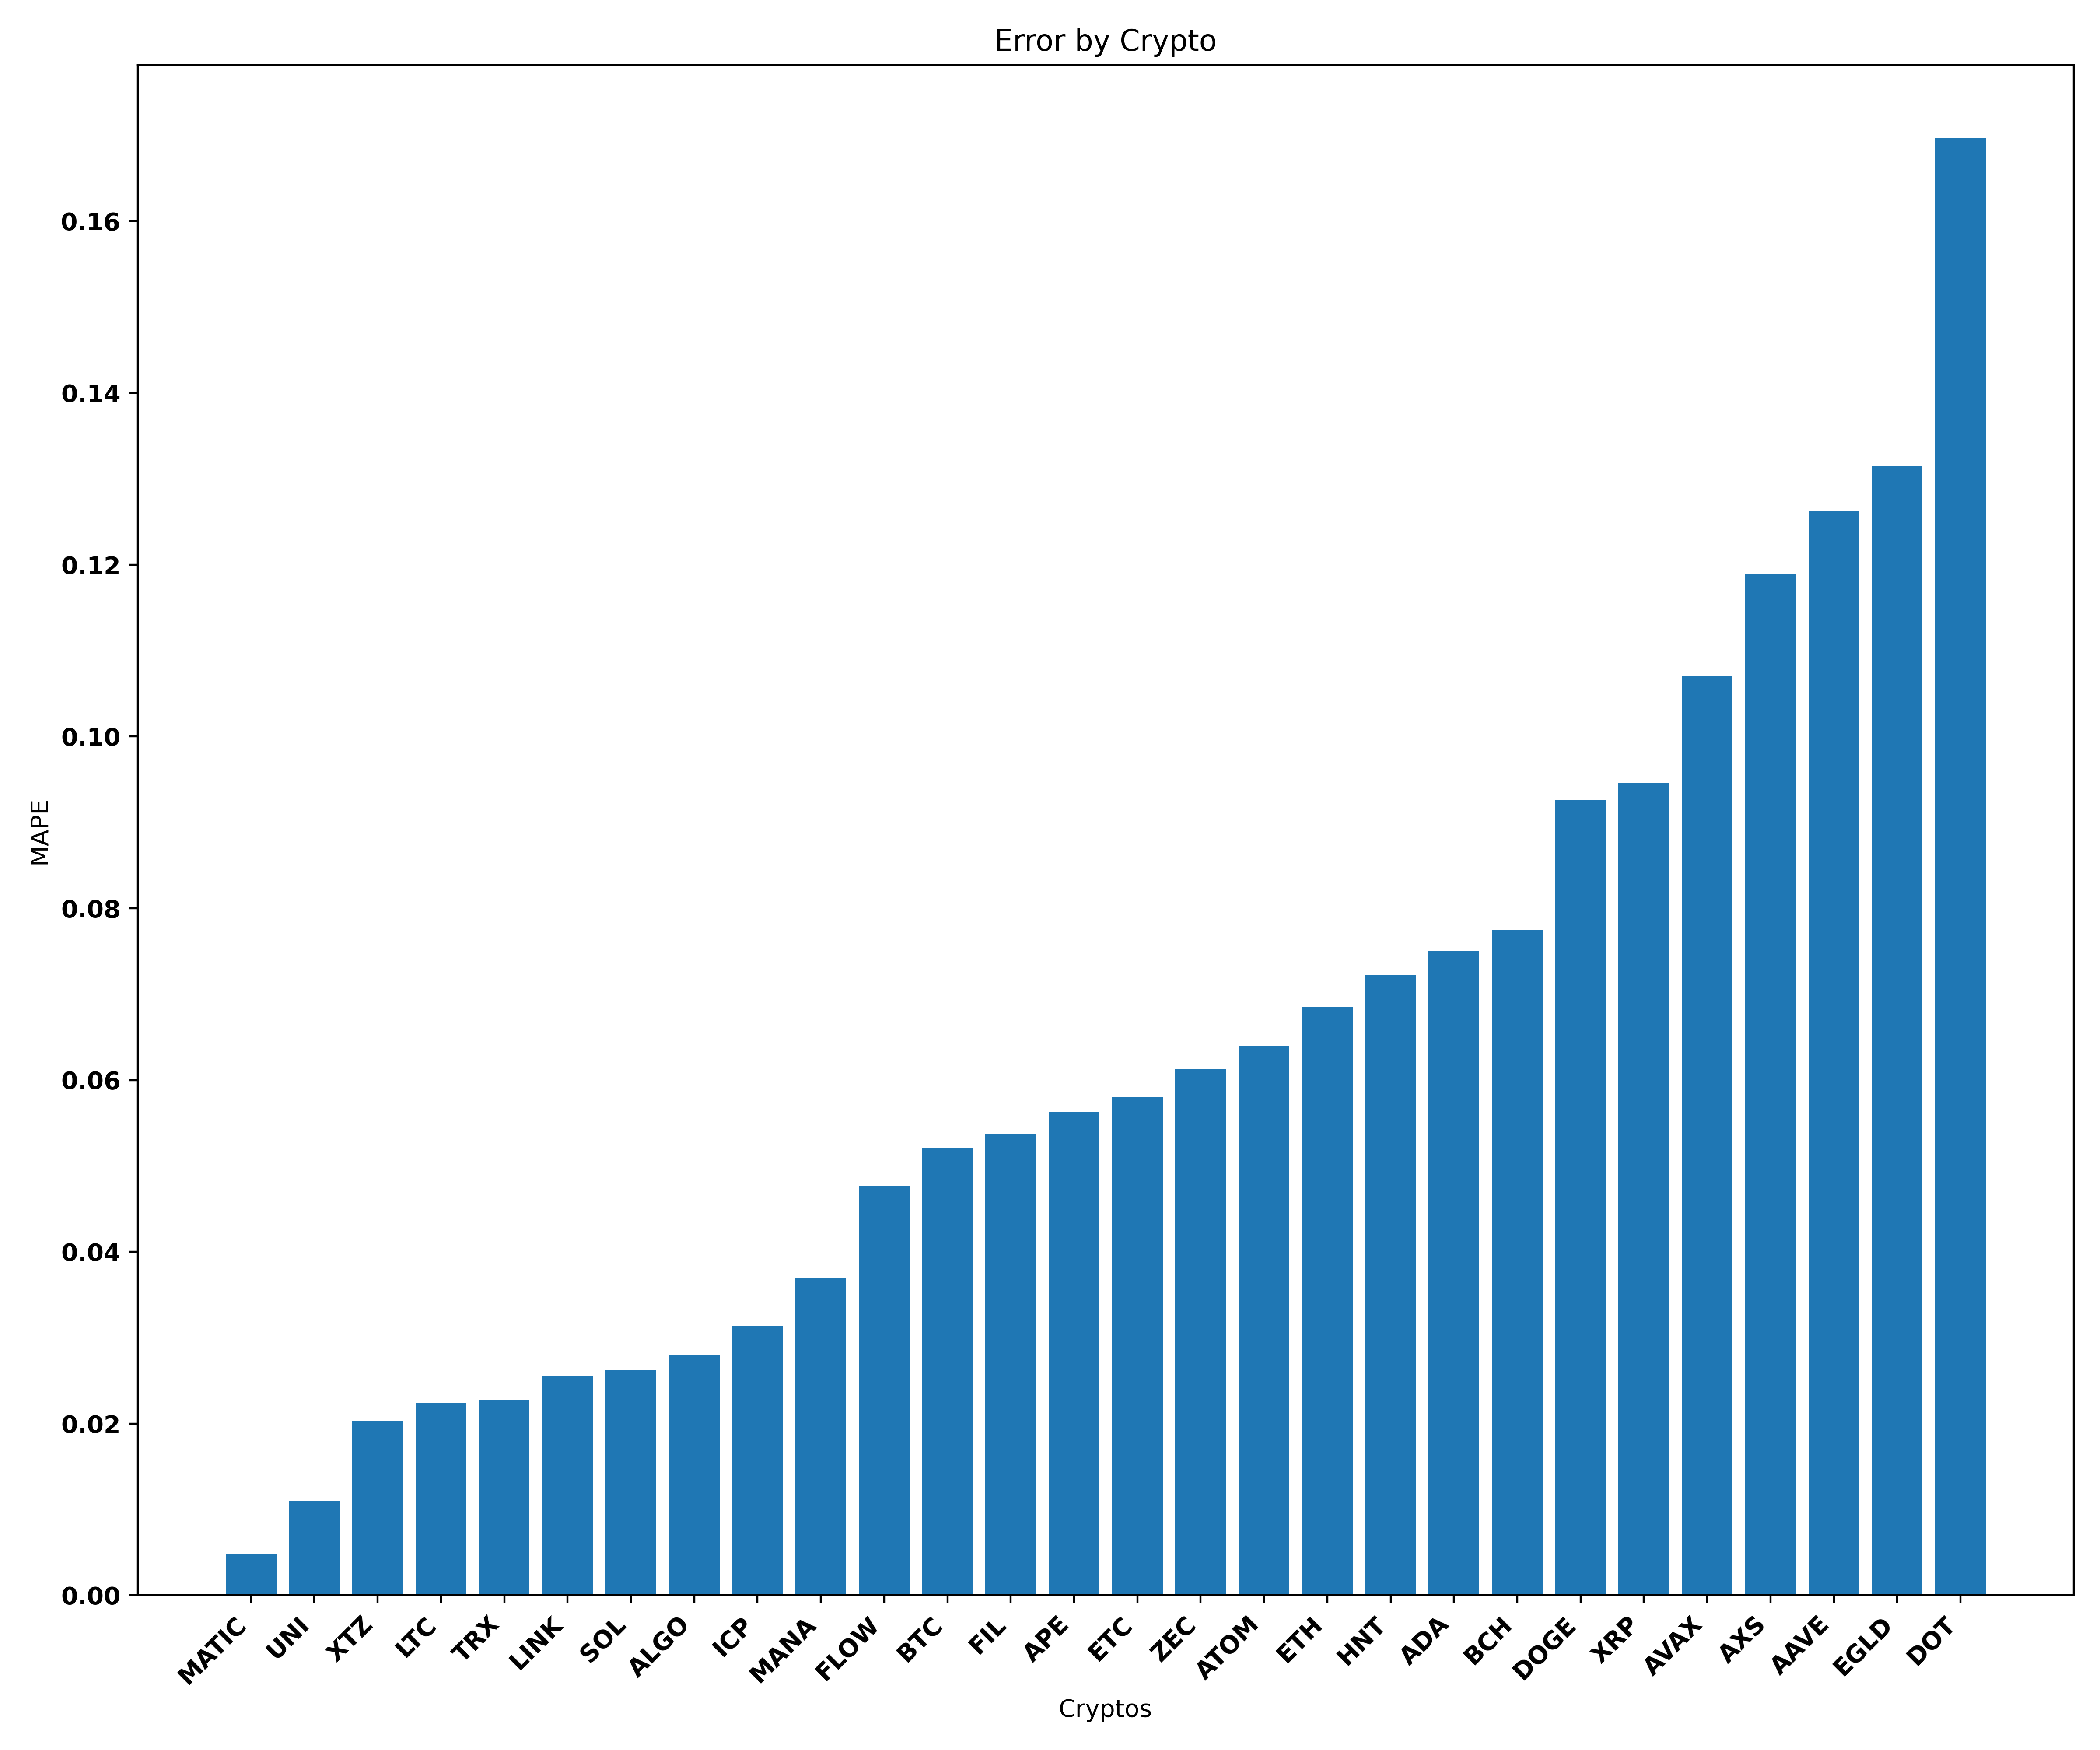 Error by Crypto
MAPE
0.16
0.14
0.12
0.10
0.08
0.06
0.04
0.02
0.00
MATIC
UNI
XTZ
LTC
TRX
LINK
SOL
ALGO
ICP
MANA
FLOW
BTC
FIL
APE
ETC
ZEC
ATOM
ETH
HNT
ADA
BCH
DOGE
XRP
AVAX
AXS
AAVE
EGLD
DOT
Cryptos